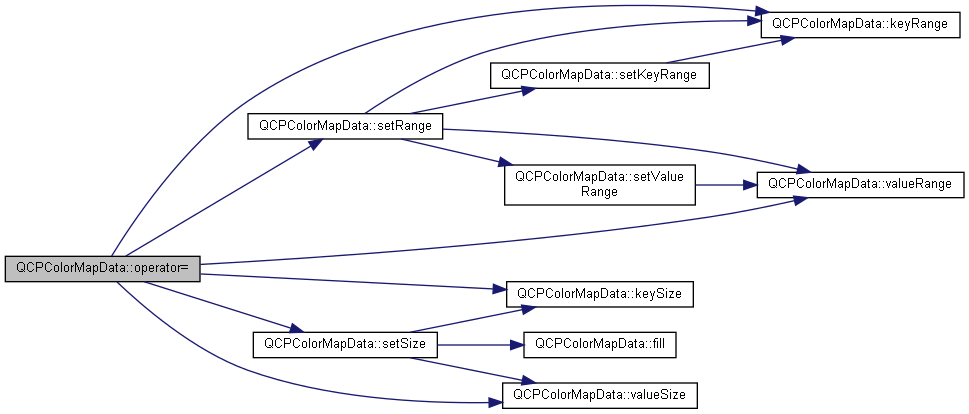 QCPColorMapData::keyRange
QCPColorMapData::setKeyRange
QCPColorMapData::setRange
QCPColorMapData::setValue
Range
QCPColorMapData::valueRange
QCPColorMapData::operator=
QCPColorMapData::keySize
QCPColorMapData::setSize
QCPColorMapData::fill
QCPColorMapData::valueSize